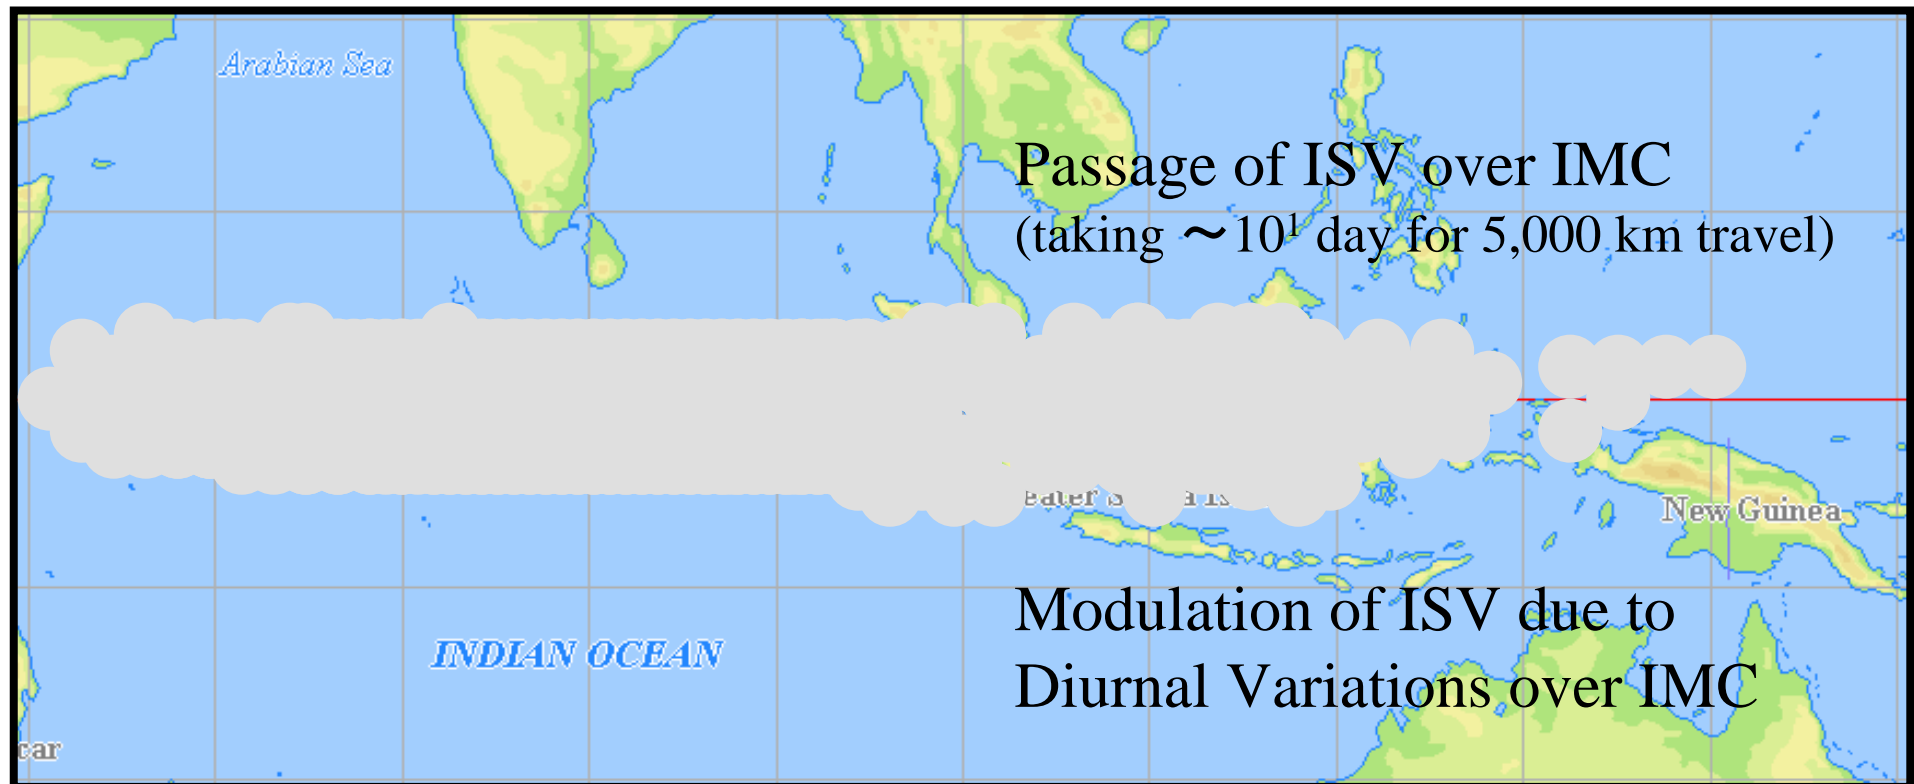 Arabian Sea
Passage of ISV over IMC
(taking ～10¹ day for 5,000 km travel)
New Guinea
Modulation of ISV due to
INDIAN OCEAN
Diurnal Variations over IMC
car